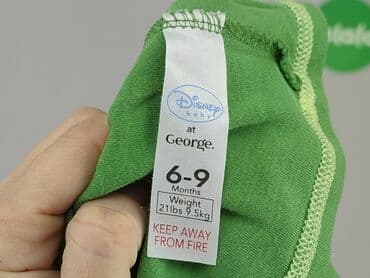 Disney
baby
at
George.
6-9
Months
Weight
21lbs 9.5kg
KEEP AWAY
FROM FIRE